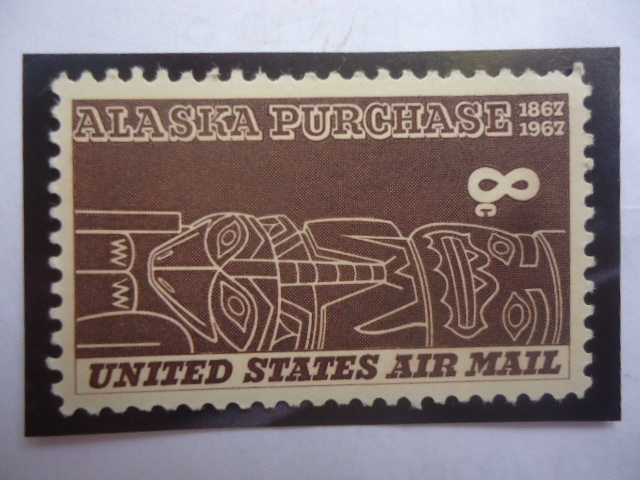 ALASKA PURCHASE 1867
1967
8c
UNITED STATES AIR MAIL